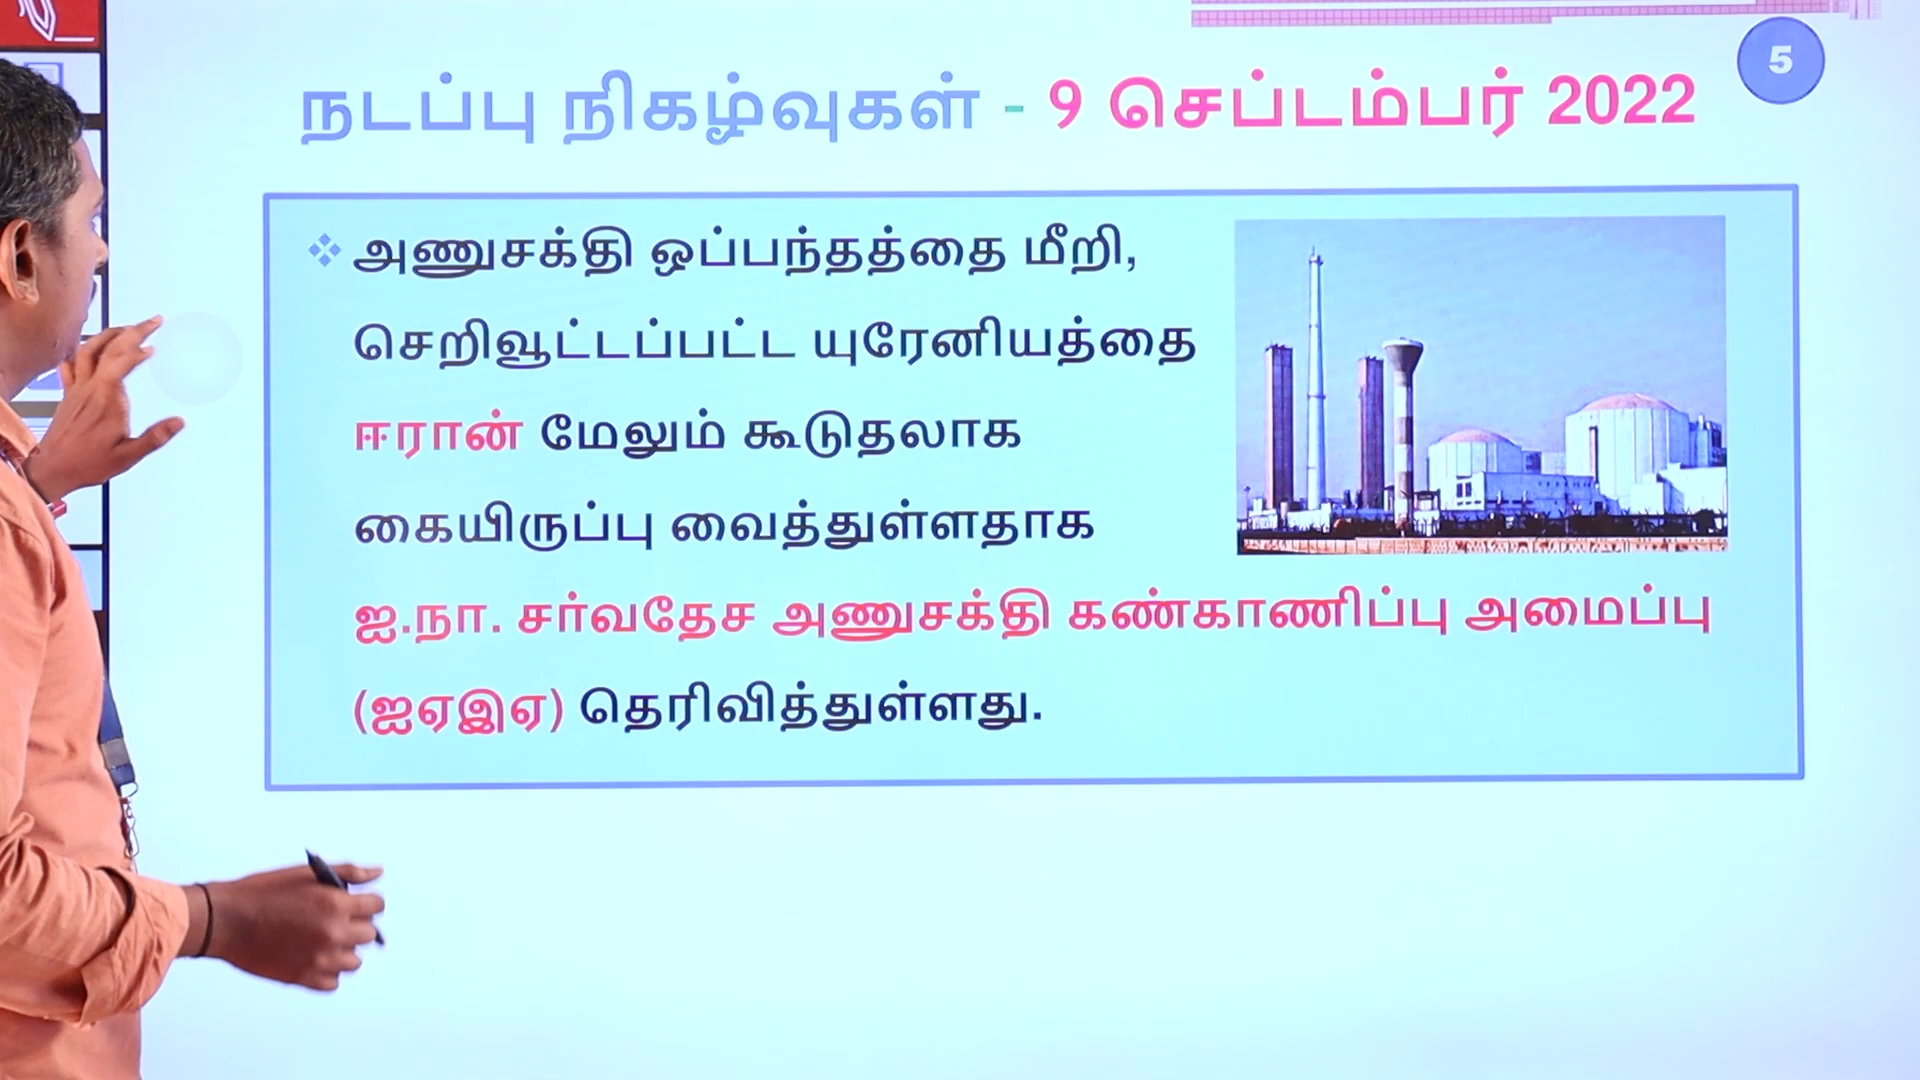 5
நடப்பு நிகழ்வுகள் - 9 செப்டம்பர் 2022
❖ அணுசக்தி ஒப்பந்தத்தை மீறி,
செறிவூட்டப்பட்ட யுரேனியத்தை
ஈரான் மேலும் கூடுதலாக
கையிருப்பு வைத்துள்ளதாக
ஐ.நா. சர்வதேச அணுசக்தி கண்காணிப்பு அமைப்பு
(ஐஏஇஏ) தெரிவித்துள்ளது.